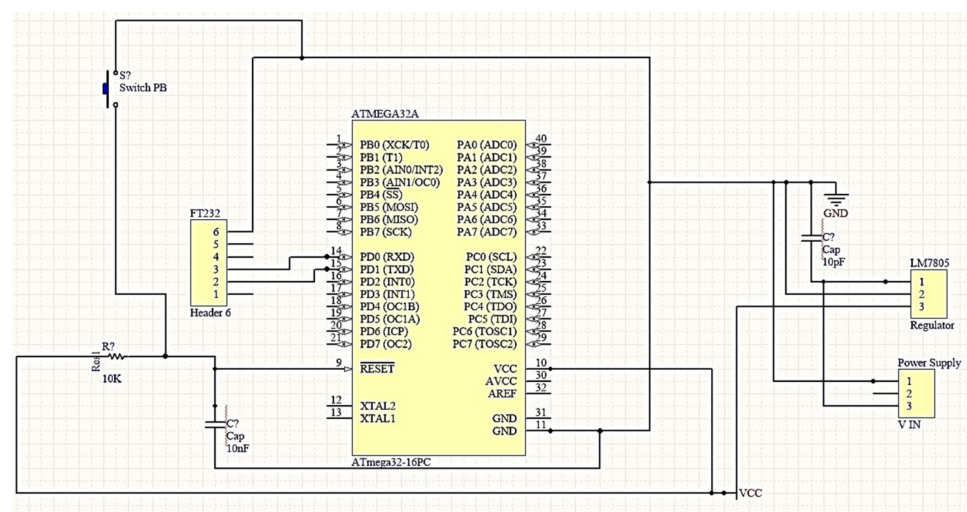 S?
Switch PB
ATMEGA32A
1 PB0 (XCK/T0) PA0 (ADC0) 40
2 PB1 (T1) PA1 (ADC1) 39
3 PB2 (AIN0/INT2) PA2 (ADC2) 38
4 PB3 (AIN1/OC0) PA3 (ADC3) 37
5 PB4 (SS) PA4 (ADC4) 36
6 PB5 (MOSI) PA5 (ADC5) 35
7 PB6 (MISO) PA6 (ADC6) 34
8 PB7 (SCK) PA7 (ADC7) 33
14 PD0 (RXD) PC0 (SCL) 22
15 PD1 (TXD) PC1 (SDA) 23
16 PD2 (INT0) PC2 (TCK) 24
17 PD3 (INT1) PC3 (TMS) 25
18 PD4 (OC1B) PC4 (TDO) 26
19 PD5 (OC1A) PC5 (TDI) 27
20 PD6 (ICP) PC6 (TOSC1) 28
21 PD7 (OC2) PC7 (TOSC2) 29
9 RESET VCC 10
AVCC 30
AREF 32
12 XTAL2
13 XTAL1 GND 31
GND 11
ATmega32-16PC
FT232
6
5
4
3
2
1
Header 6
R?
Res1
10K
C?
Cap
10nF
GND
C?
Cap
10pF
LM7805
1
2
3
Regulator
Power Supply
1
2
3
V IN
VCC